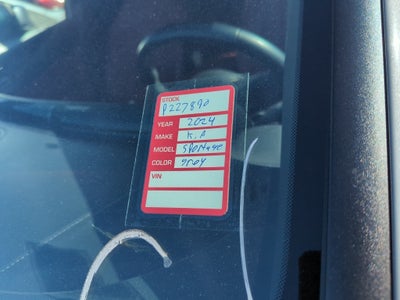 STOCK
P227890
YEAR 2024
MAKE KIA
MODEL Sportage
COLOR grey
VIN